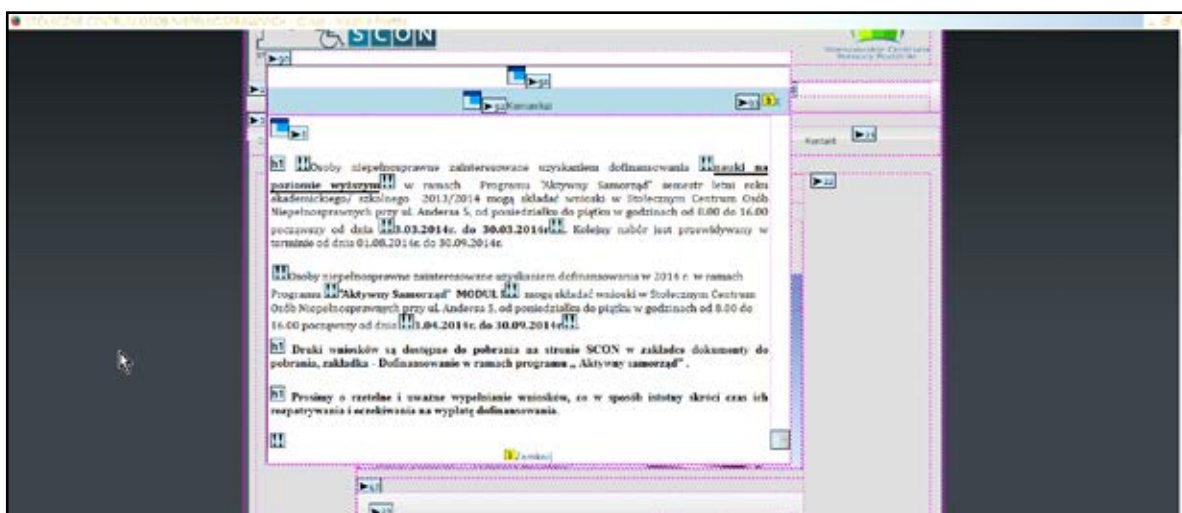 SCON
Warszawskie Centrum
Pomocy Rodzinie
Komunikat
Kontakt
h1 Osoby niepełnosprawne zainteresowane uzyskaniem dofinansowania nauki na
poziomie wyższym w ramach Programu "Aktywny Samorząd" semestr letni roku
akademickiego/ szkolnego 2013/2014 mogą składać wnioski w Stołecznym Centrum Osób
Niepełnosprawnych przy ul. Andersa 5, od poniedziałku do piątku w godzinach od 8.00 do 16.00
począwszy od dnia 3.03.2014r. do 30.03.2014r. Kolejny nabór jest przewidywany w
terminie od dnia 01.08.2014r. do 30.09.2014r.
Osoby niepełnosprawne zainteresowane uzyskaniem dofinansowania w 2014 r. w ramach
Programu "Aktywny Samorząd" MODUŁ I mogą składać wnioski w Stołecznym Centrum
Osób Niepełnosprawnych przy ul. Andersa 5, od poniedziałku do piątku w godzinach od 8.00 do
16.00 począwszy od dnia 1.04.2014r. do 30.09.2014r.
h1 Druki wniosków są dostępne do pobrania na stronie SCON w zakładce dokumenty do
pobrania, zakładka - Dofinansowanie w ramach programu „ Aktywny samorząd" .
h1 Prosimy o rzetelne i uważne wypełnianie wniosków, co w sposób istotny skróci czas ich
rozpatrywania i oczekiwania na wypłatę dofinansowania.
Zamknij